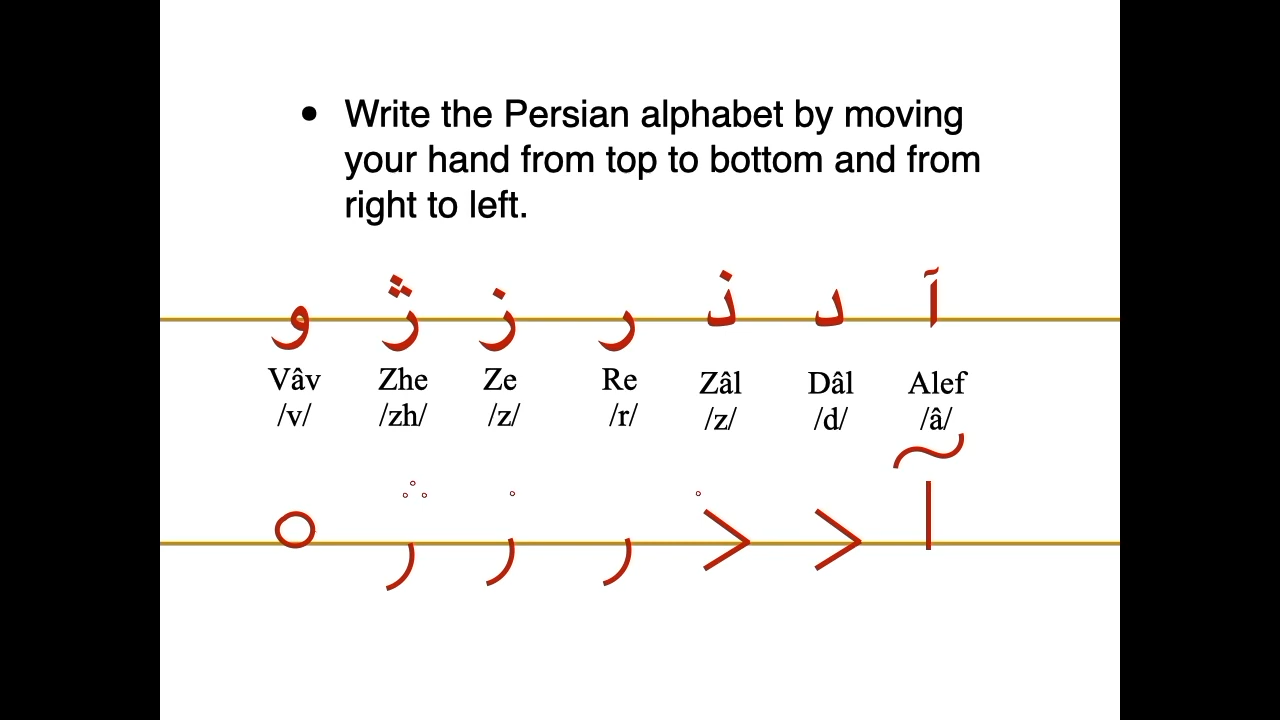 • Write the Persian alphabet by moving
your hand from top to bottom and from
right to left.
آ د ذ ر ز ژ و
Vâv Zhe Ze Re Zâl Dâl Alef
/v/ /zh/ /z/ /r/ /z/ /d/ /â/